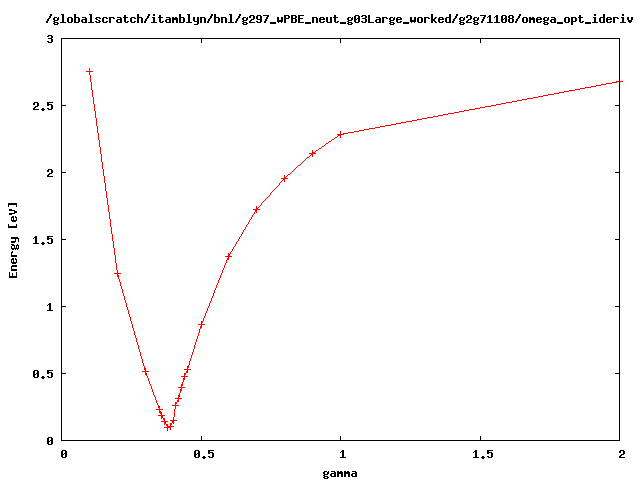 /globalscratch/itamblyn/bnl/g297_wPBE_neut_g03Large_worked/g2g71108/omega_opt_ideriv
3
2.5
2
1.5
1
0.5
0
Energy [eV]
0 0.5 1 1.5 2
gamma